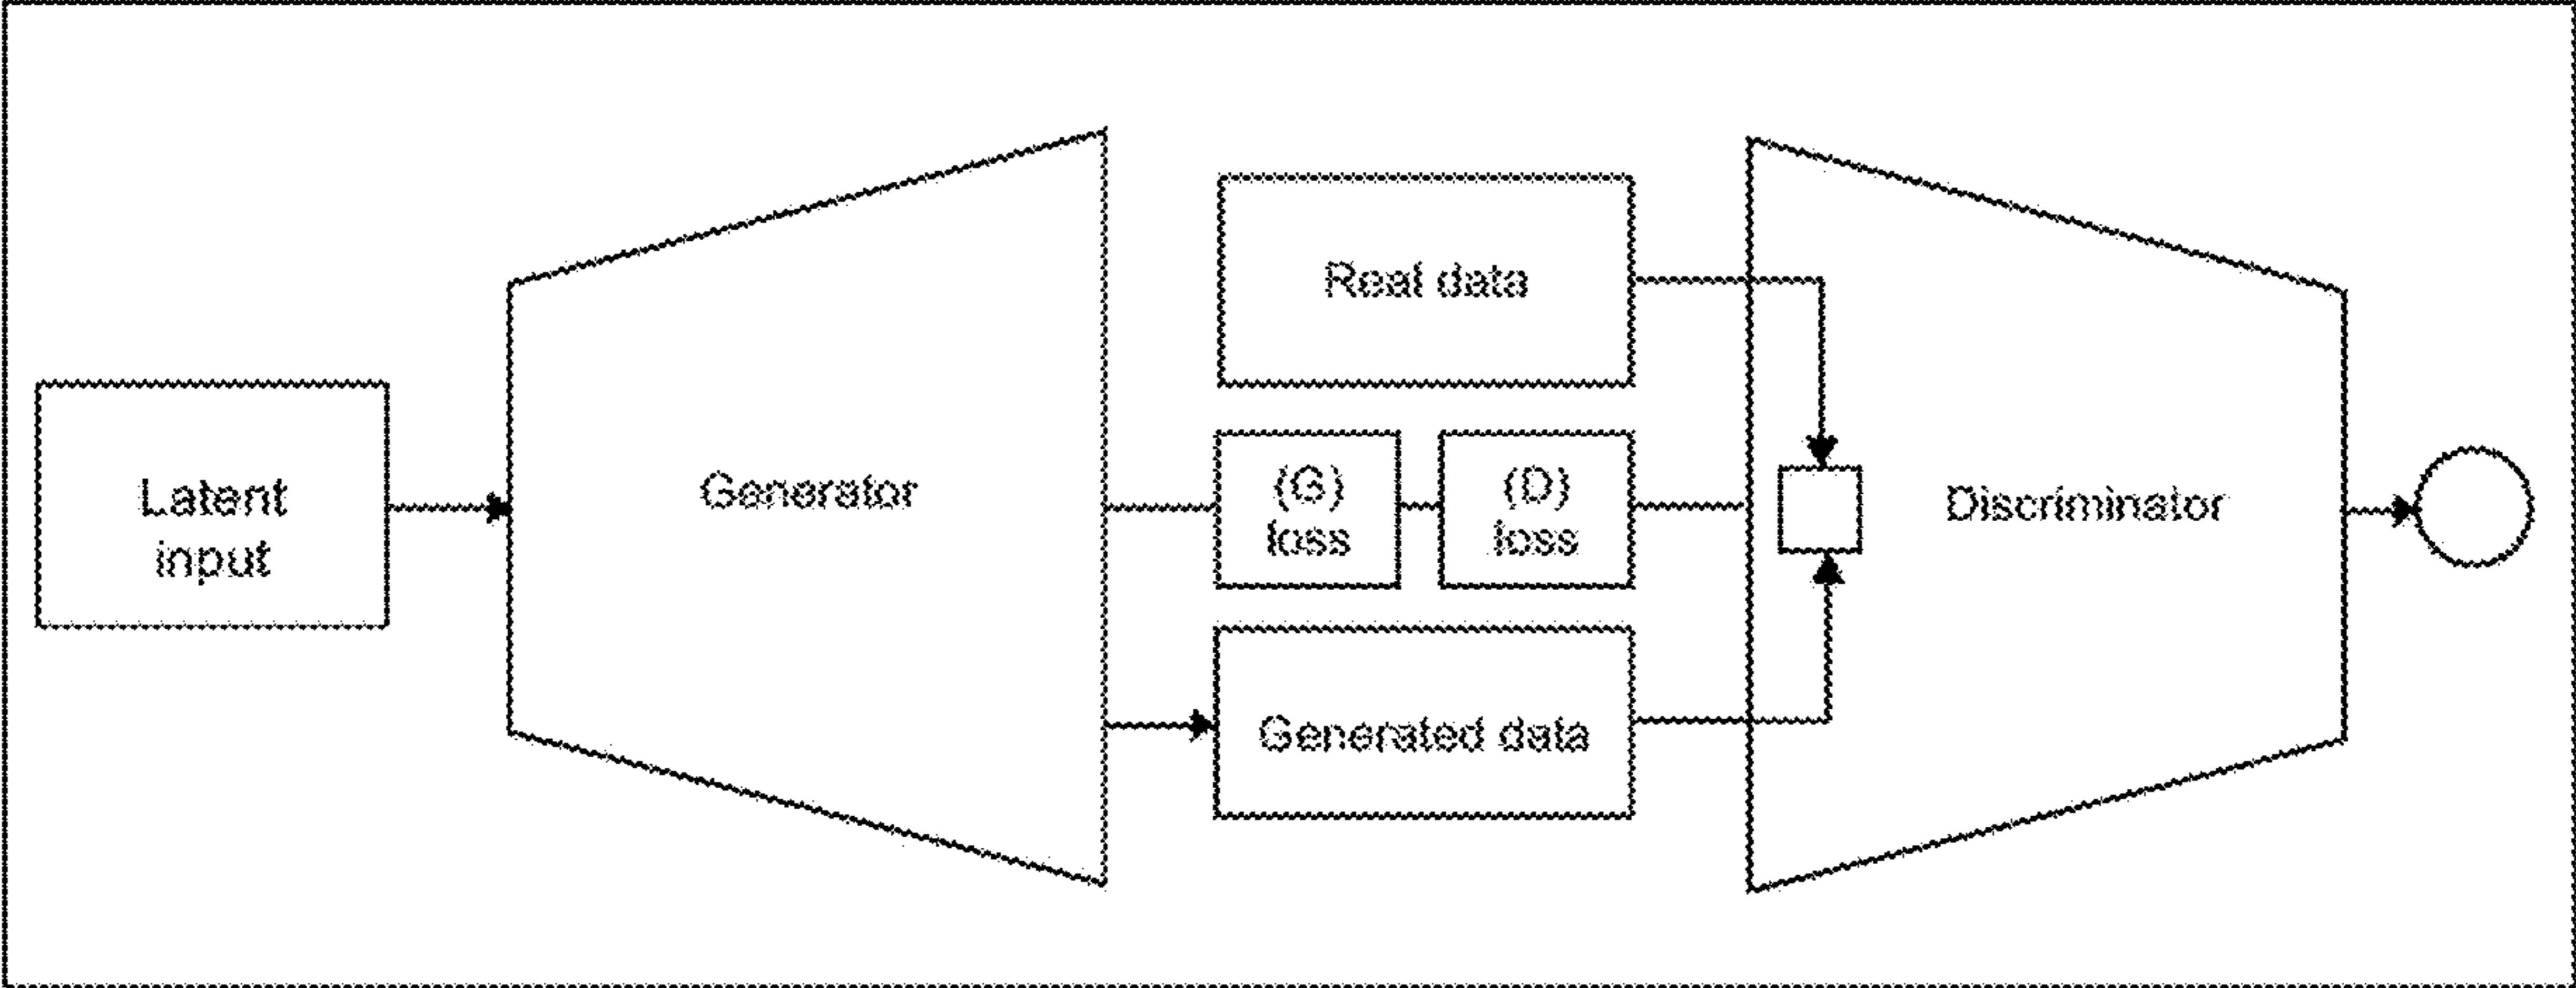 Latent
input
Generator
Real data
(G)
loss
(D)
loss
Generated data
Discriminator